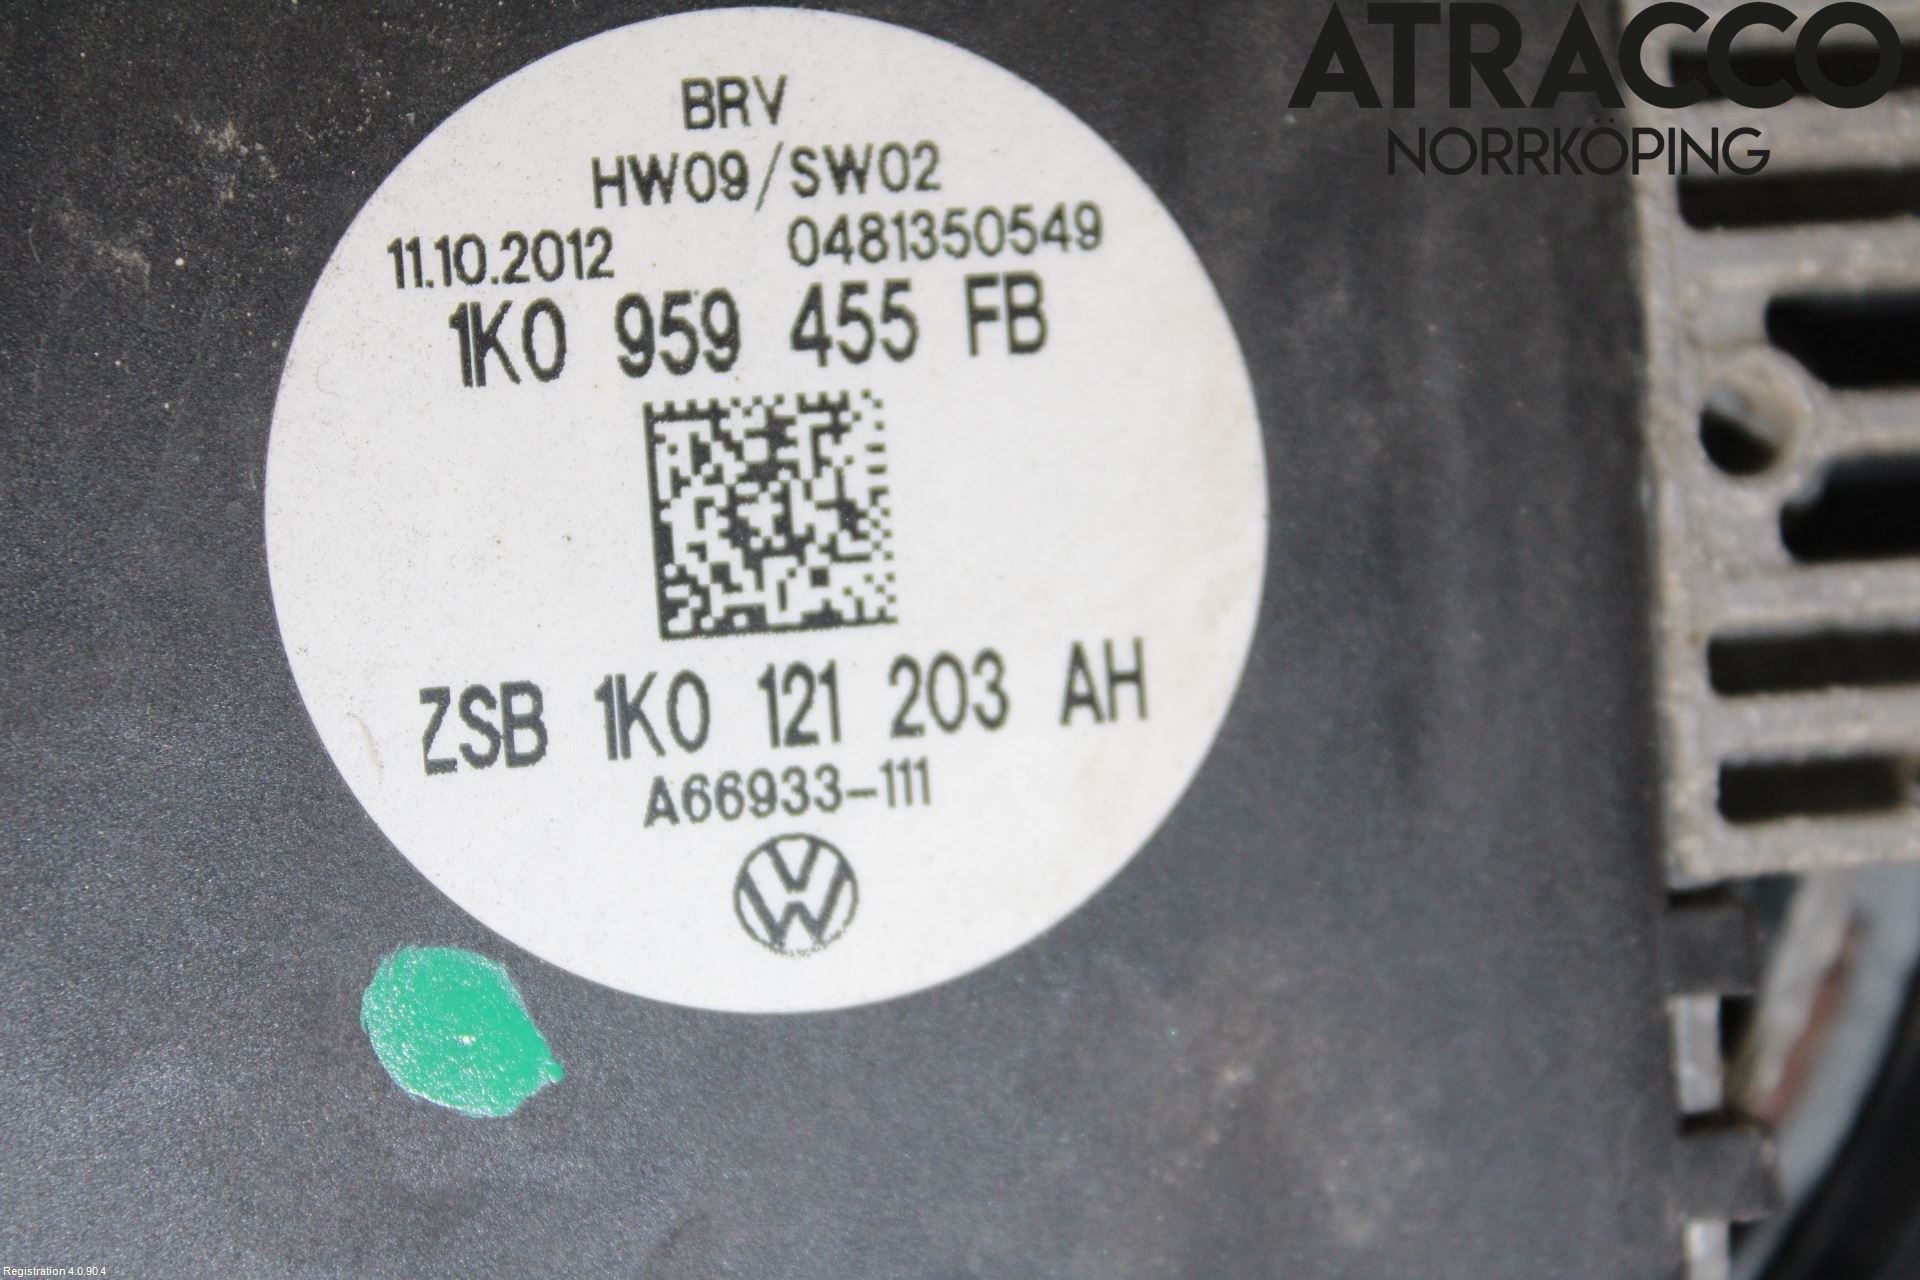 ATRACCO
NORRKÖPING
BRV
HW09/SW02
11.10.2012 0481350549
1K0 959 455 FB
ZSB 1K0 121 203 AH
A66933-111
VW
Registration 4.0.90.4